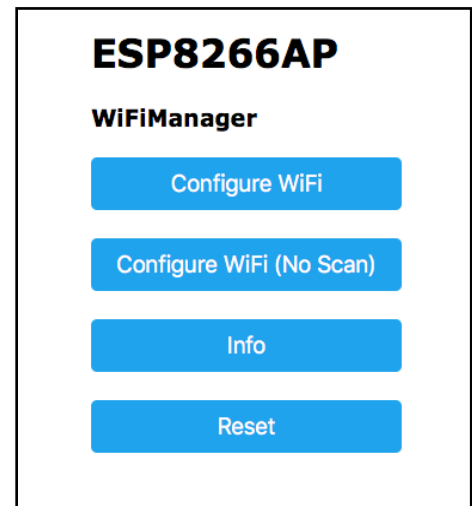 ESP8266AP
WiFiManager
Configure WiFi
Configure WiFi (No Scan)
Info
Reset